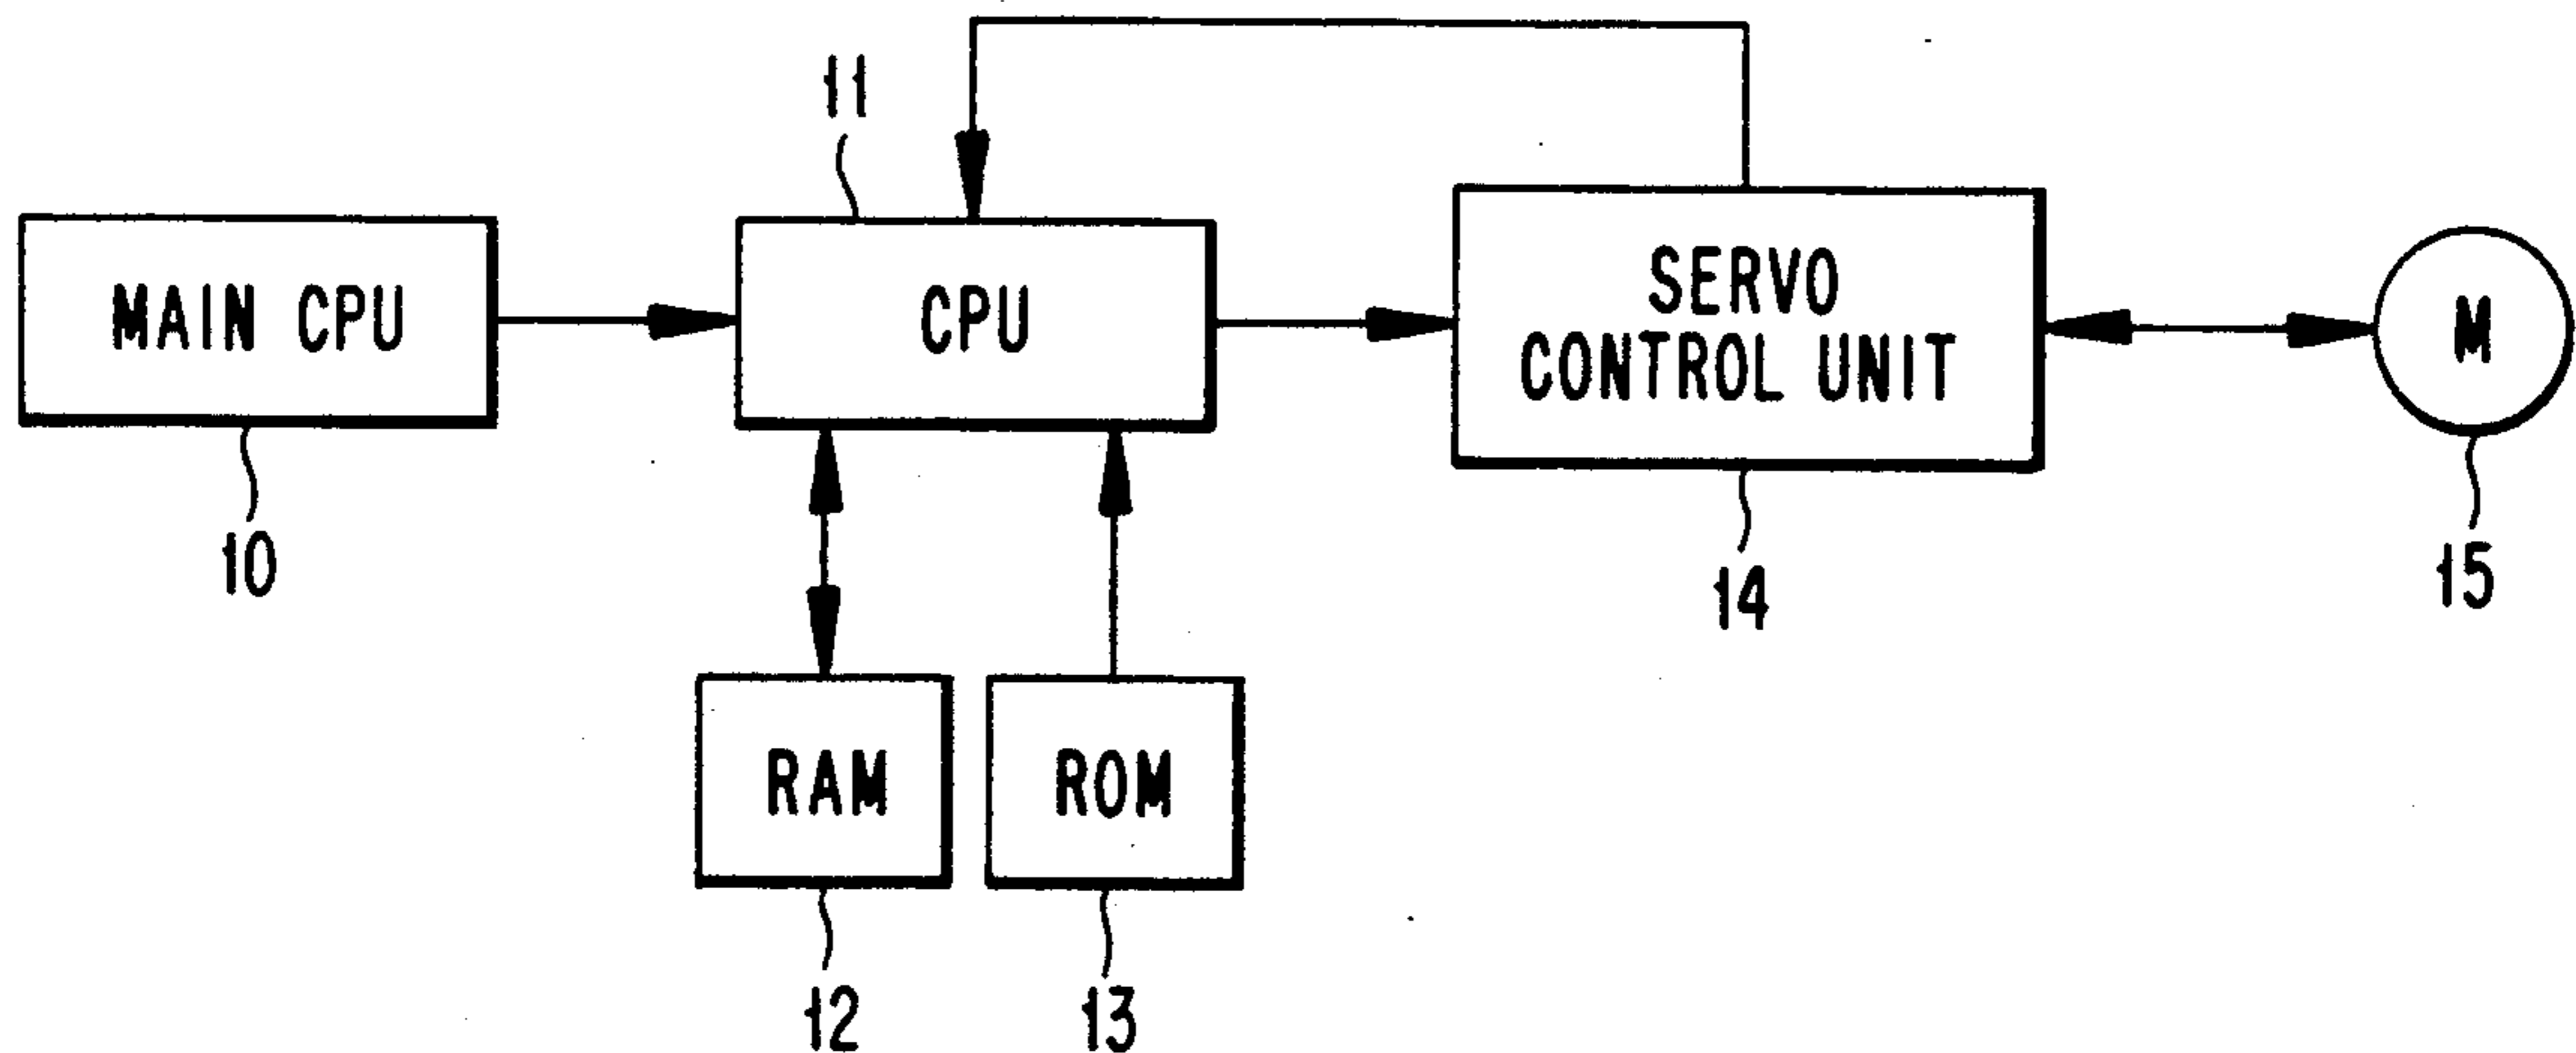 11
MAIN CPU
CPU
SERVO
CONTROL UNIT
M
10
14
15
RAM
ROM
12
13